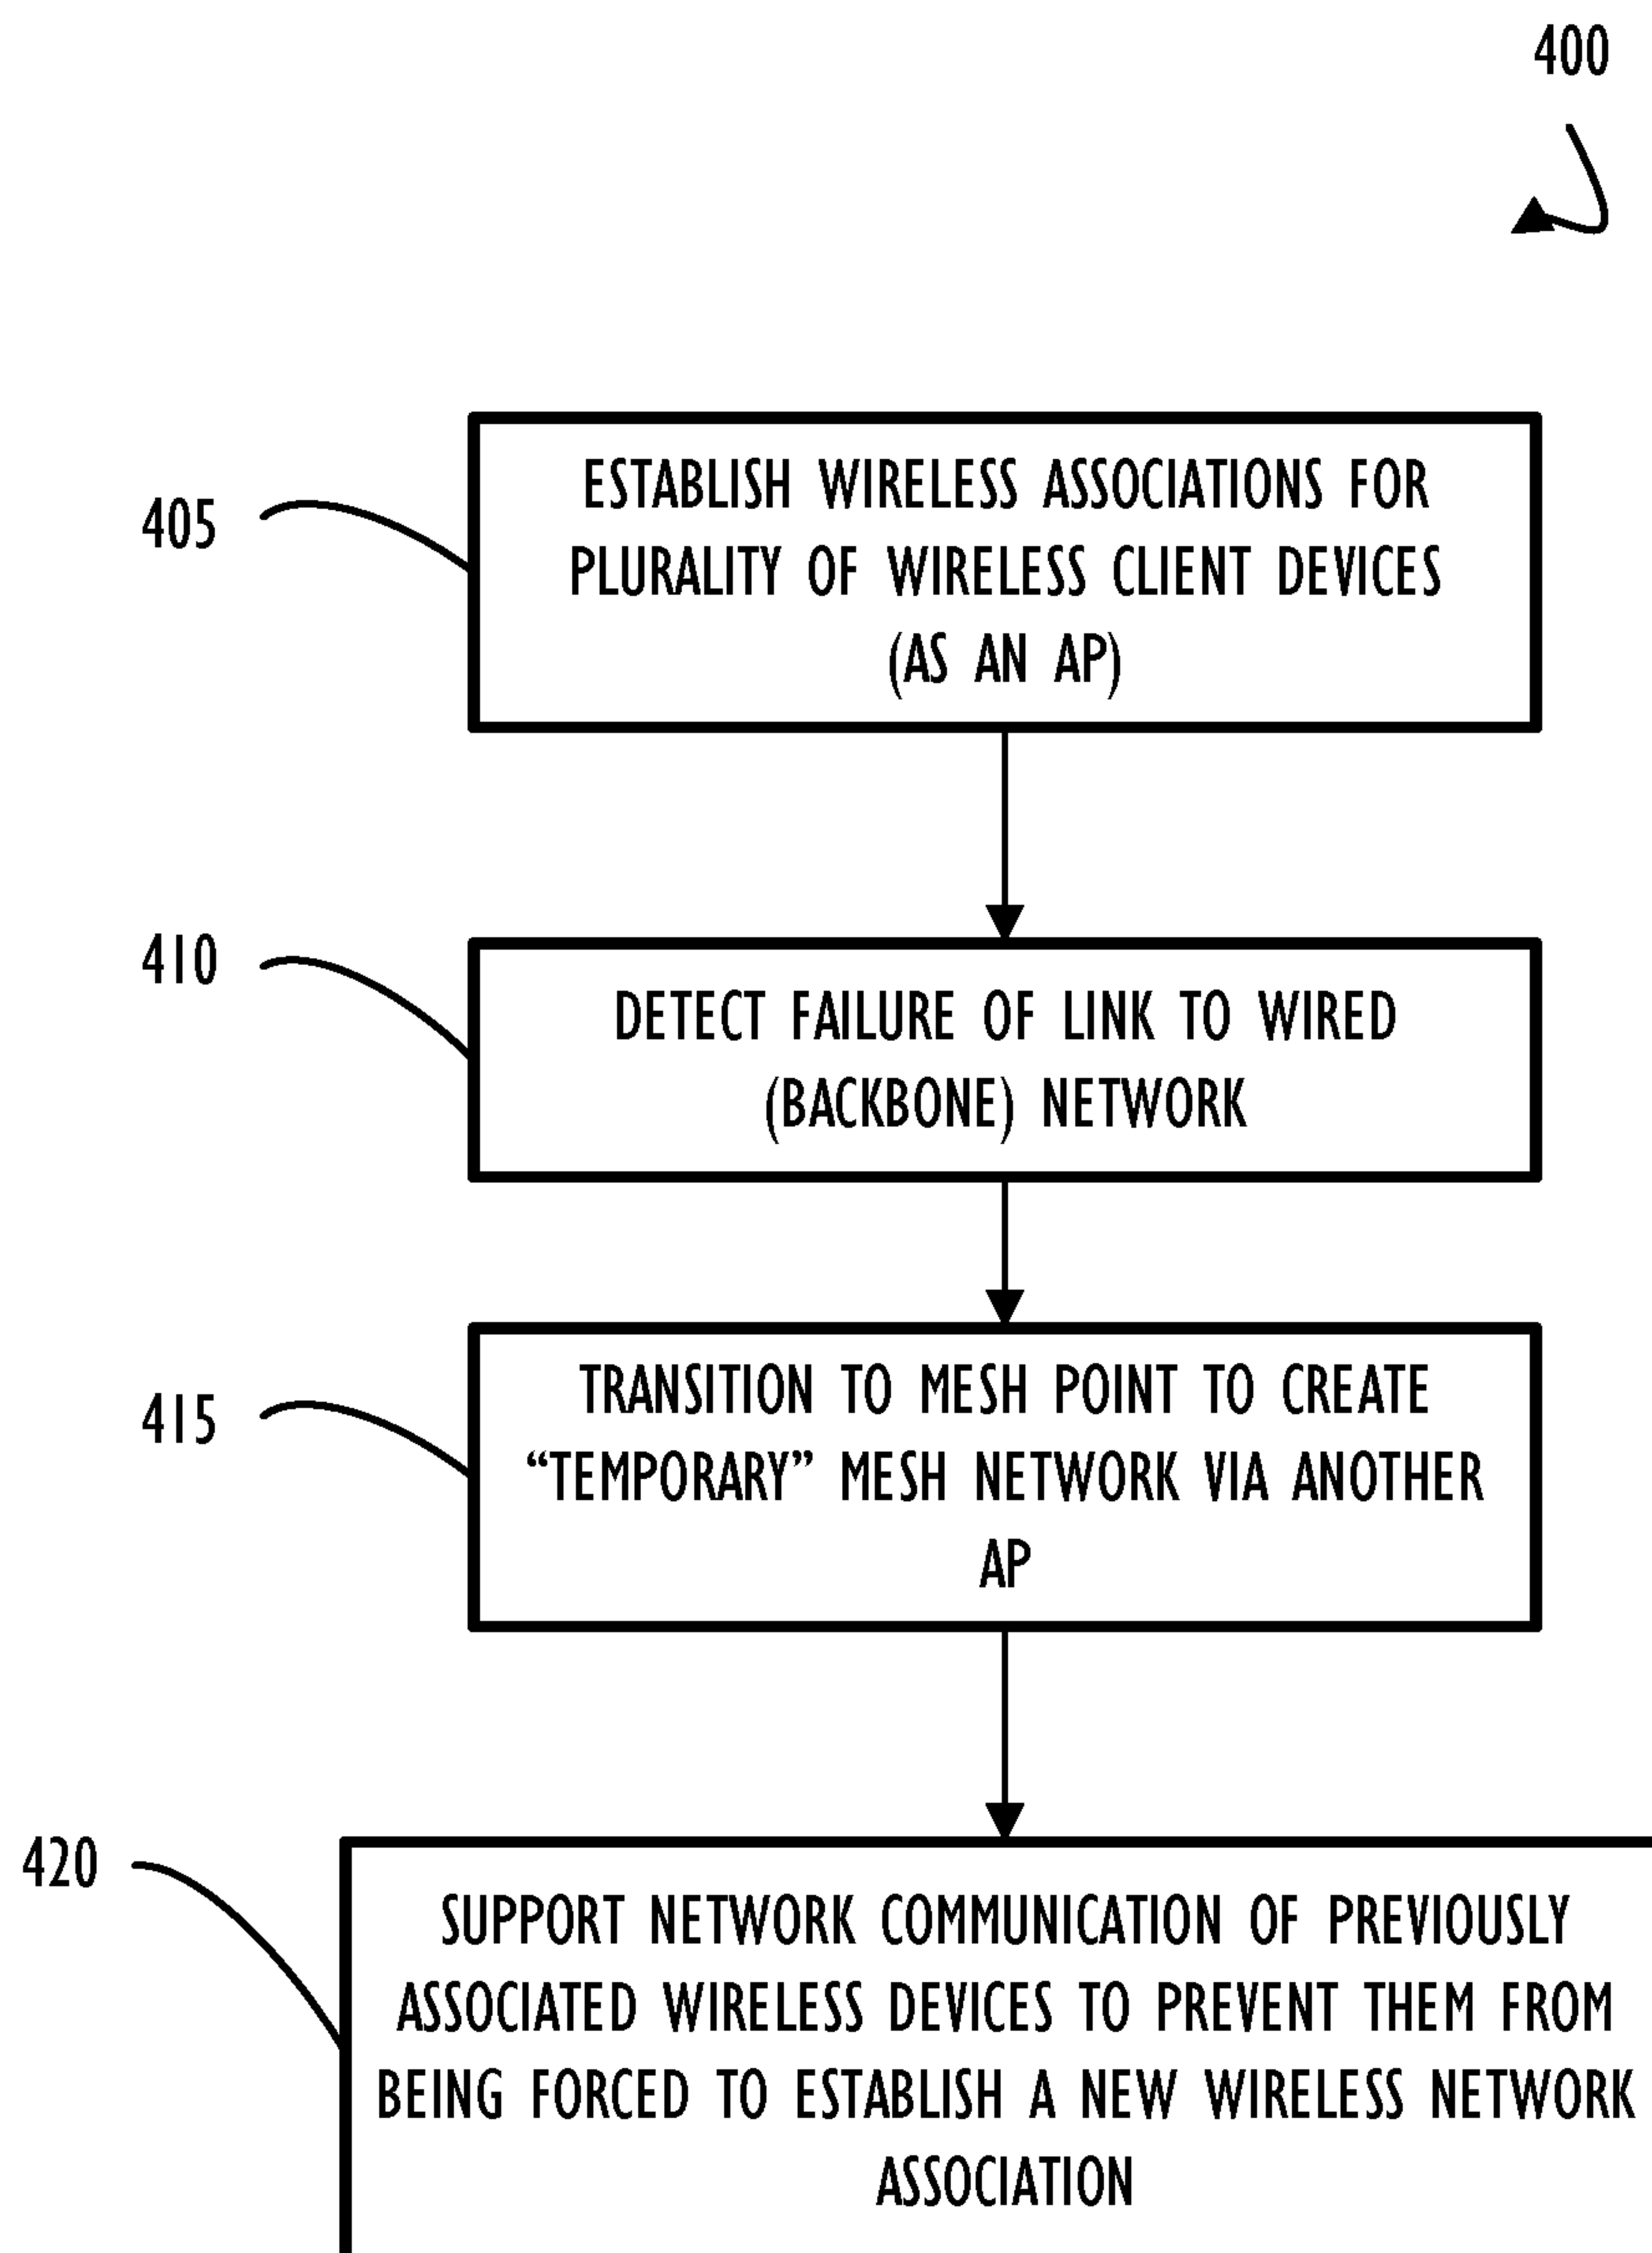 400
405
ESTABLISH WIRELESS ASSOCIATIONS FOR
PLURALITY OF WIRELESS CLIENT DEVICES
(AS AN AP)
410
DETECT FAILURE OF LINK TO WIRED
(BACKBONE) NETWORK
415
TRANSITION TO MESH POINT TO CREATE
“TEMPORARY” MESH NETWORK VIA ANOTHER
AP
420
SUPPORT NETWORK COMMUNICATION OF PREVIOUSLY
ASSOCIATED WIRELESS DEVICES TO PREVENT THEM FROM
BEING FORCED TO ESTABLISH A NEW WIRELESS NETWORK
ASSOCIATION